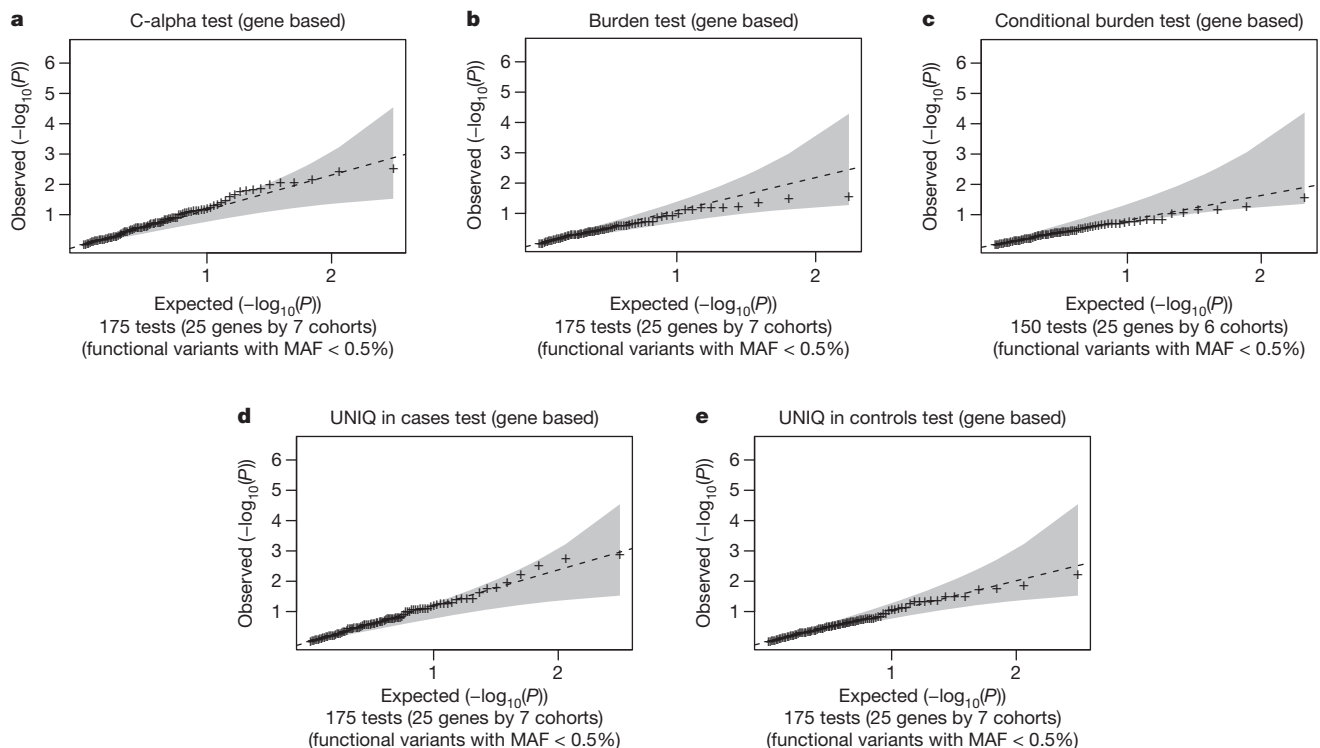 a C-alpha test (gene based)
Observed (−log10(P))
6
5
4
3
2
1
1 2
Expected (−log10(P))
175 tests (25 genes by 7 cohorts)
(functional variants with MAF < 0.5%)
b Burden test (gene based)
Observed (−log10(P))
6
5
4
3
2
1
1 2
Expected (−log10(P))
175 tests (25 genes by 7 cohorts)
(functional variants with MAF < 0.5%)
c Conditional burden test (gene based)
Observed (−log10(P))
6
5
4
3
2
1
1 2
Expected (−log10(P))
150 tests (25 genes by 6 cohorts)
(functional variants with MAF < 0.5%)
d UNIQ in cases test (gene based)
Observed (−log10(P))
6
5
4
3
2
1
1 2
Expected (−log10(P))
175 tests (25 genes by 7 cohorts)
(functional variants with MAF < 0.5%)
e UNIQ in controls test (gene based)
Observed (−log10(P))
6
5
4
3
2
1
1 2
Expected (−log10(P))
175 tests (25 genes by 7 cohorts)
(functional variants with MAF < 0.5%)